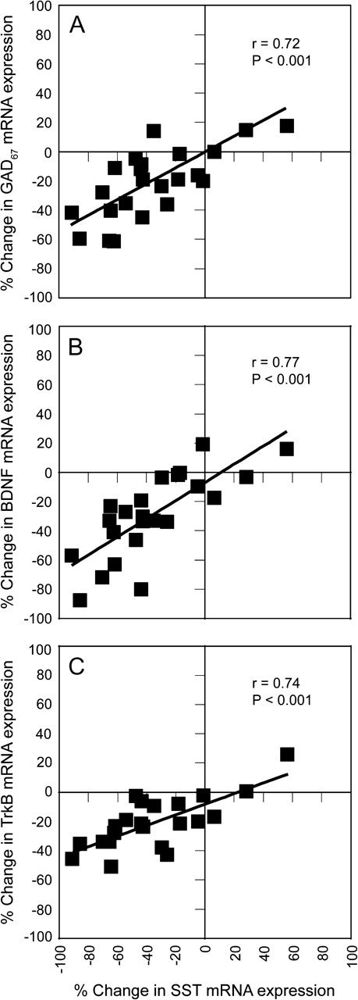 A
r = 0.72
P < 0.001
% Change in GAD67 mRNA expression
100
80
60
40
20
0
-20
-40
-60
-80
-100
B
r = 0.77
P < 0.001
% Change in BDNF mRNA expression
100
80
60
40
20
0
-20
-40
-60
-80
-100
C
r = 0.74
P < 0.001
% Change in TrkB mRNA expression
100
80
60
40
20
0
-20
-40
-60
-80
-100
-100 -80 -60 -40 -20 0 20 40 60 80 100
% Change in SST mRNA expression